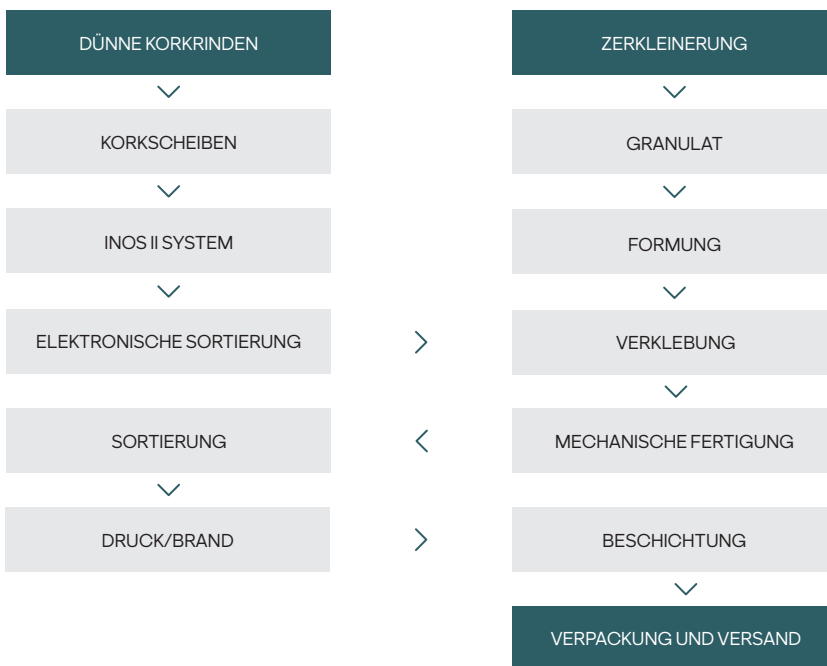 DÜNNE KORKRINDEN
ZERKLEINERUNG
KORKSCHEIBEN
GRANULAT
INOS II SYSTEM
FORMUNG
ELEKTRONISCHE SORTIERUNG
VERKLEBUNG
SORTIERUNG
MECHANISCHE FERTIGUNG
DRUCK/BRAND
BESCHICHTUNG
VERPACKUNG UND VERSAND